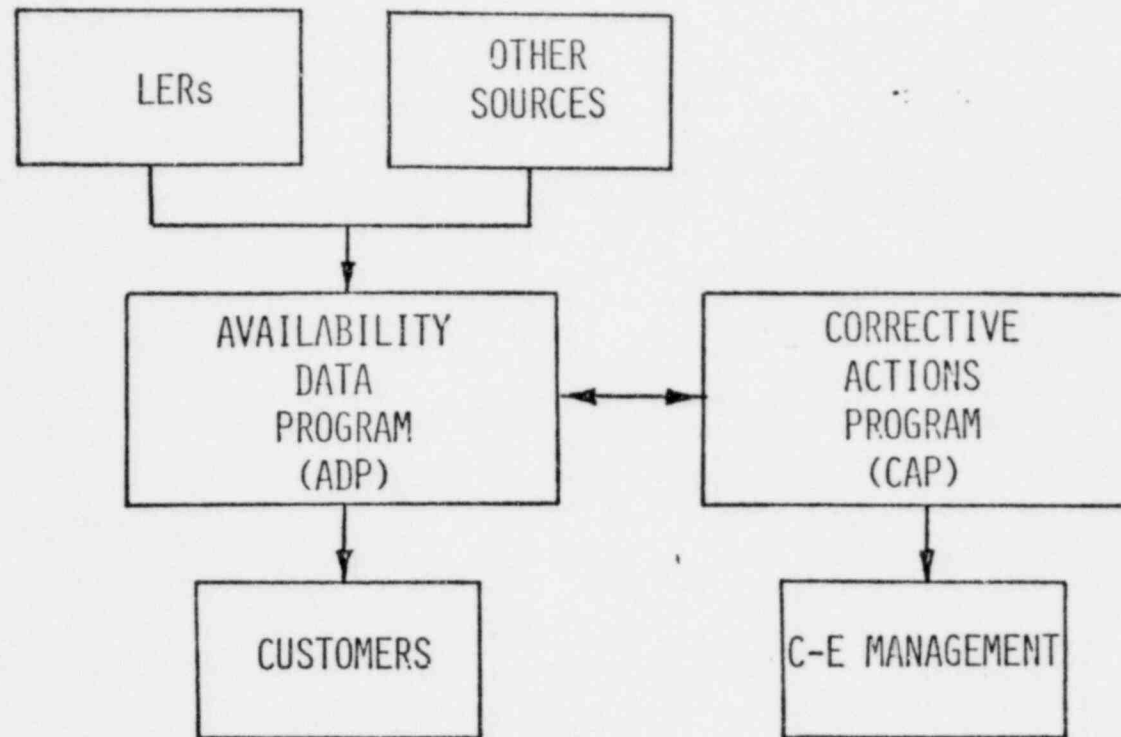 LERs
OTHER
SOURCES
AVAILABILITY
DATA
PROGRAM
(ADP)
CORRECTIVE
ACTIONS
PROGRAM
(CAP)
CUSTOMERS
C-E MANAGEMENT